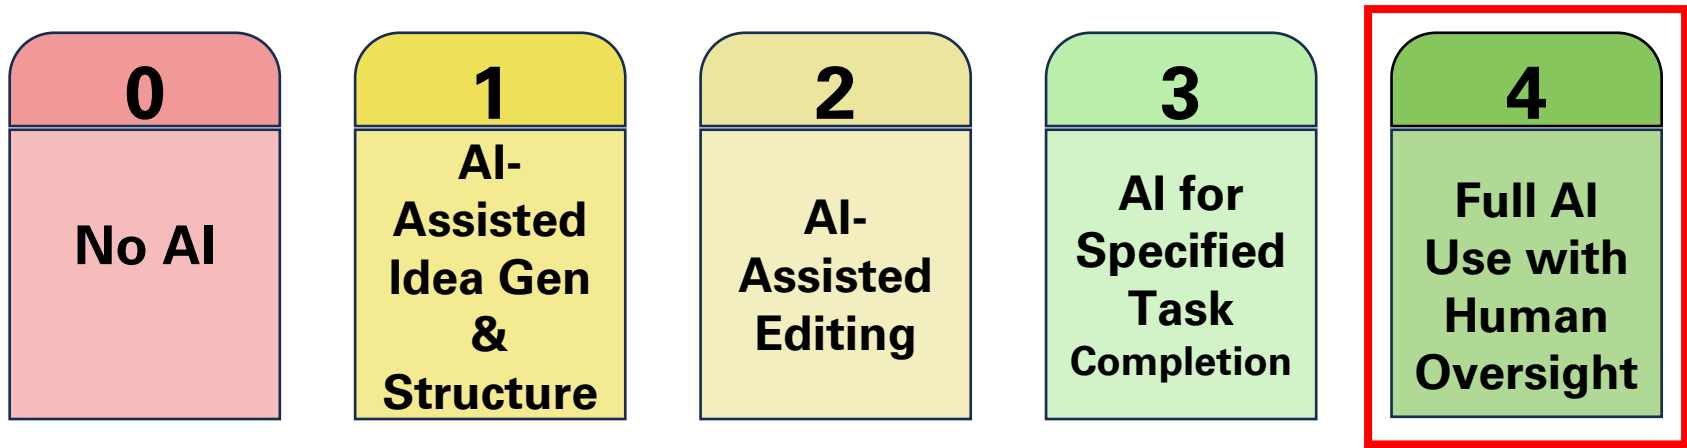 0
No AI
1
AI-
Assisted
Idea Gen
&
Structure
2
AI-
Assisted
Editing
3
AI for
Specified
Task
Completion
4
Full AI
Use with
Human
Oversight